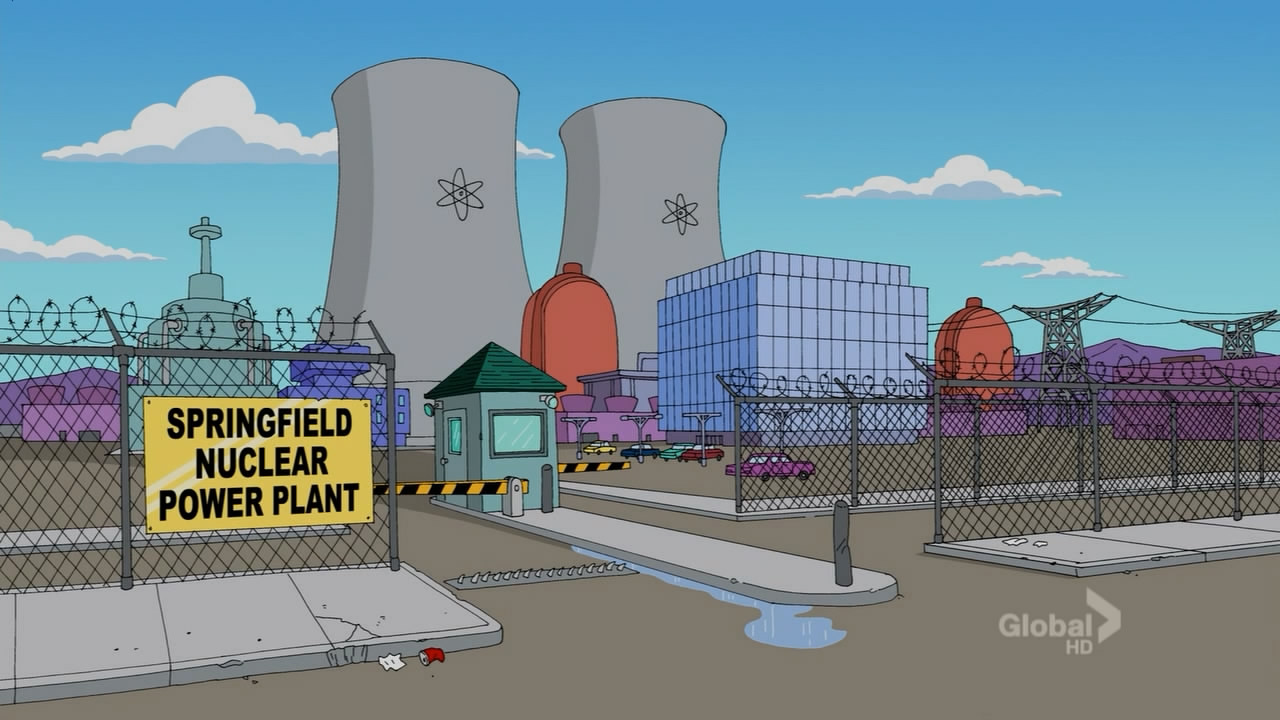 SPRINGFIELD
NUCLEAR
POWER PLANT
Global
HD